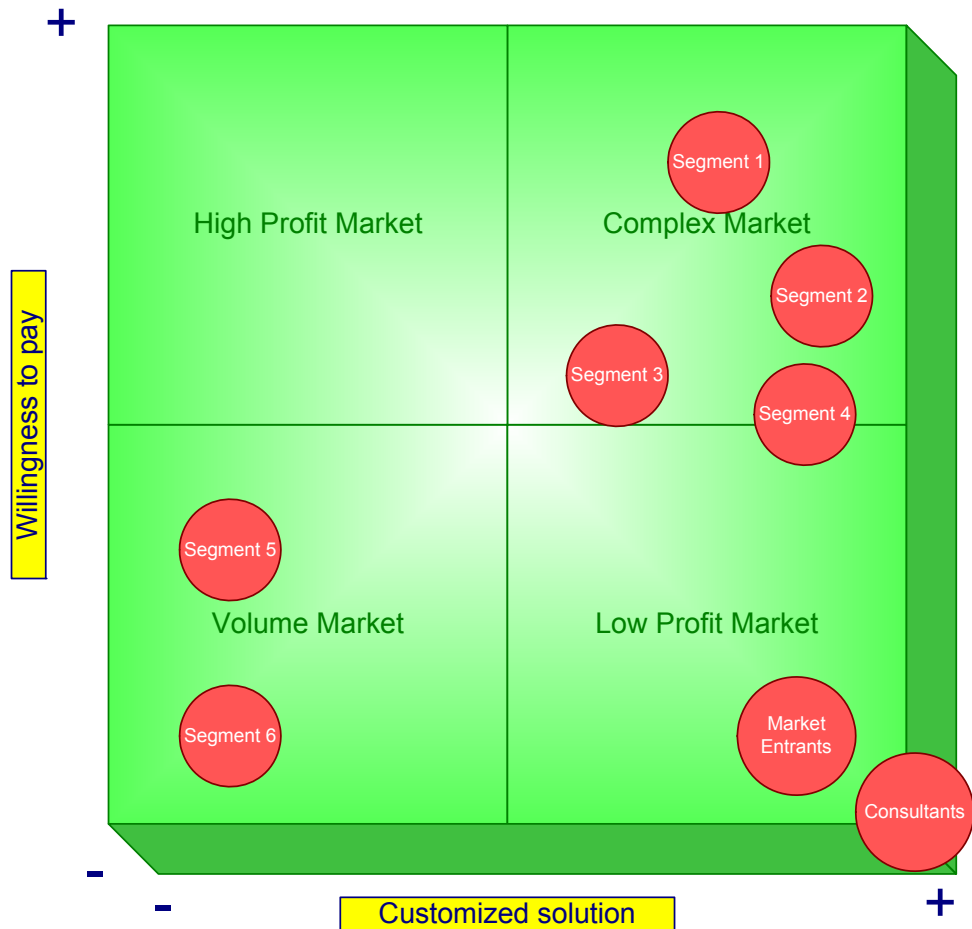 +
Segment 1
High Profit Market
Complex Market
Segment 2
Segment 3
Segment 4
Willingness to pay
Segment 5
Volume Market
Low Profit Market
Segment 6
Market
Entrants
Consultants
-
-
+
Customized solution